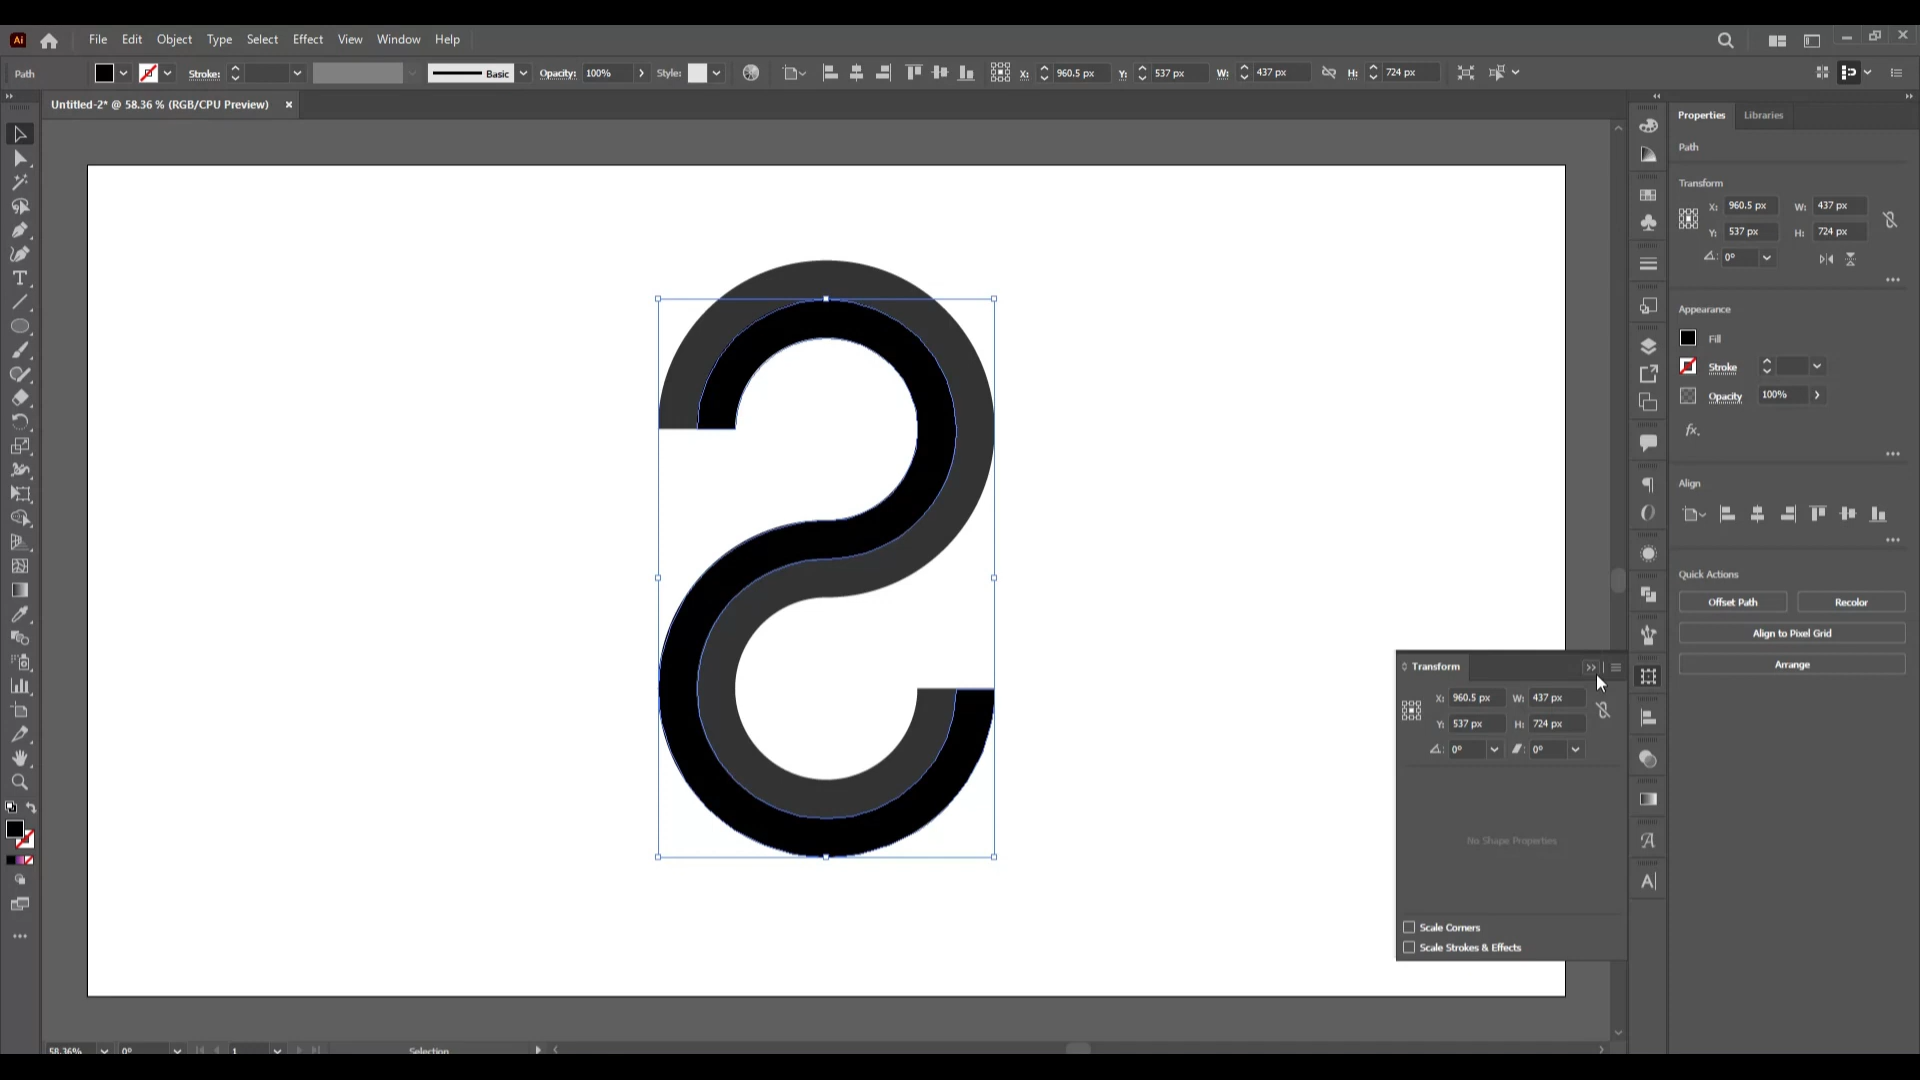 Ai File Edit Object Type Select Effect View Window Help
Path Stroke: Basic Opacity: 100% Style: X: 960.5 px Y: 537 px W: 437 px H: 724 px
Untitled-2* @ 58.36 % (RGB/CPU Preview) ×
Properties Libraries
Path
Transform
X: 960.5 px W: 437 px
Y: 537 px H: 724 px
0°
Appearance
Fill
Stroke
Opacity 100%
fx.
Align
Quick Actions
Offset Path Recolor
Align to Pixel Grid
Arrange
Transform
X: 960.5 px W: 437 px
Y: 537 px H: 724 px
0° 0°
No Shape Properties
Scale Corners
Scale Strokes & Effects
58.36% 0° 1 Selection